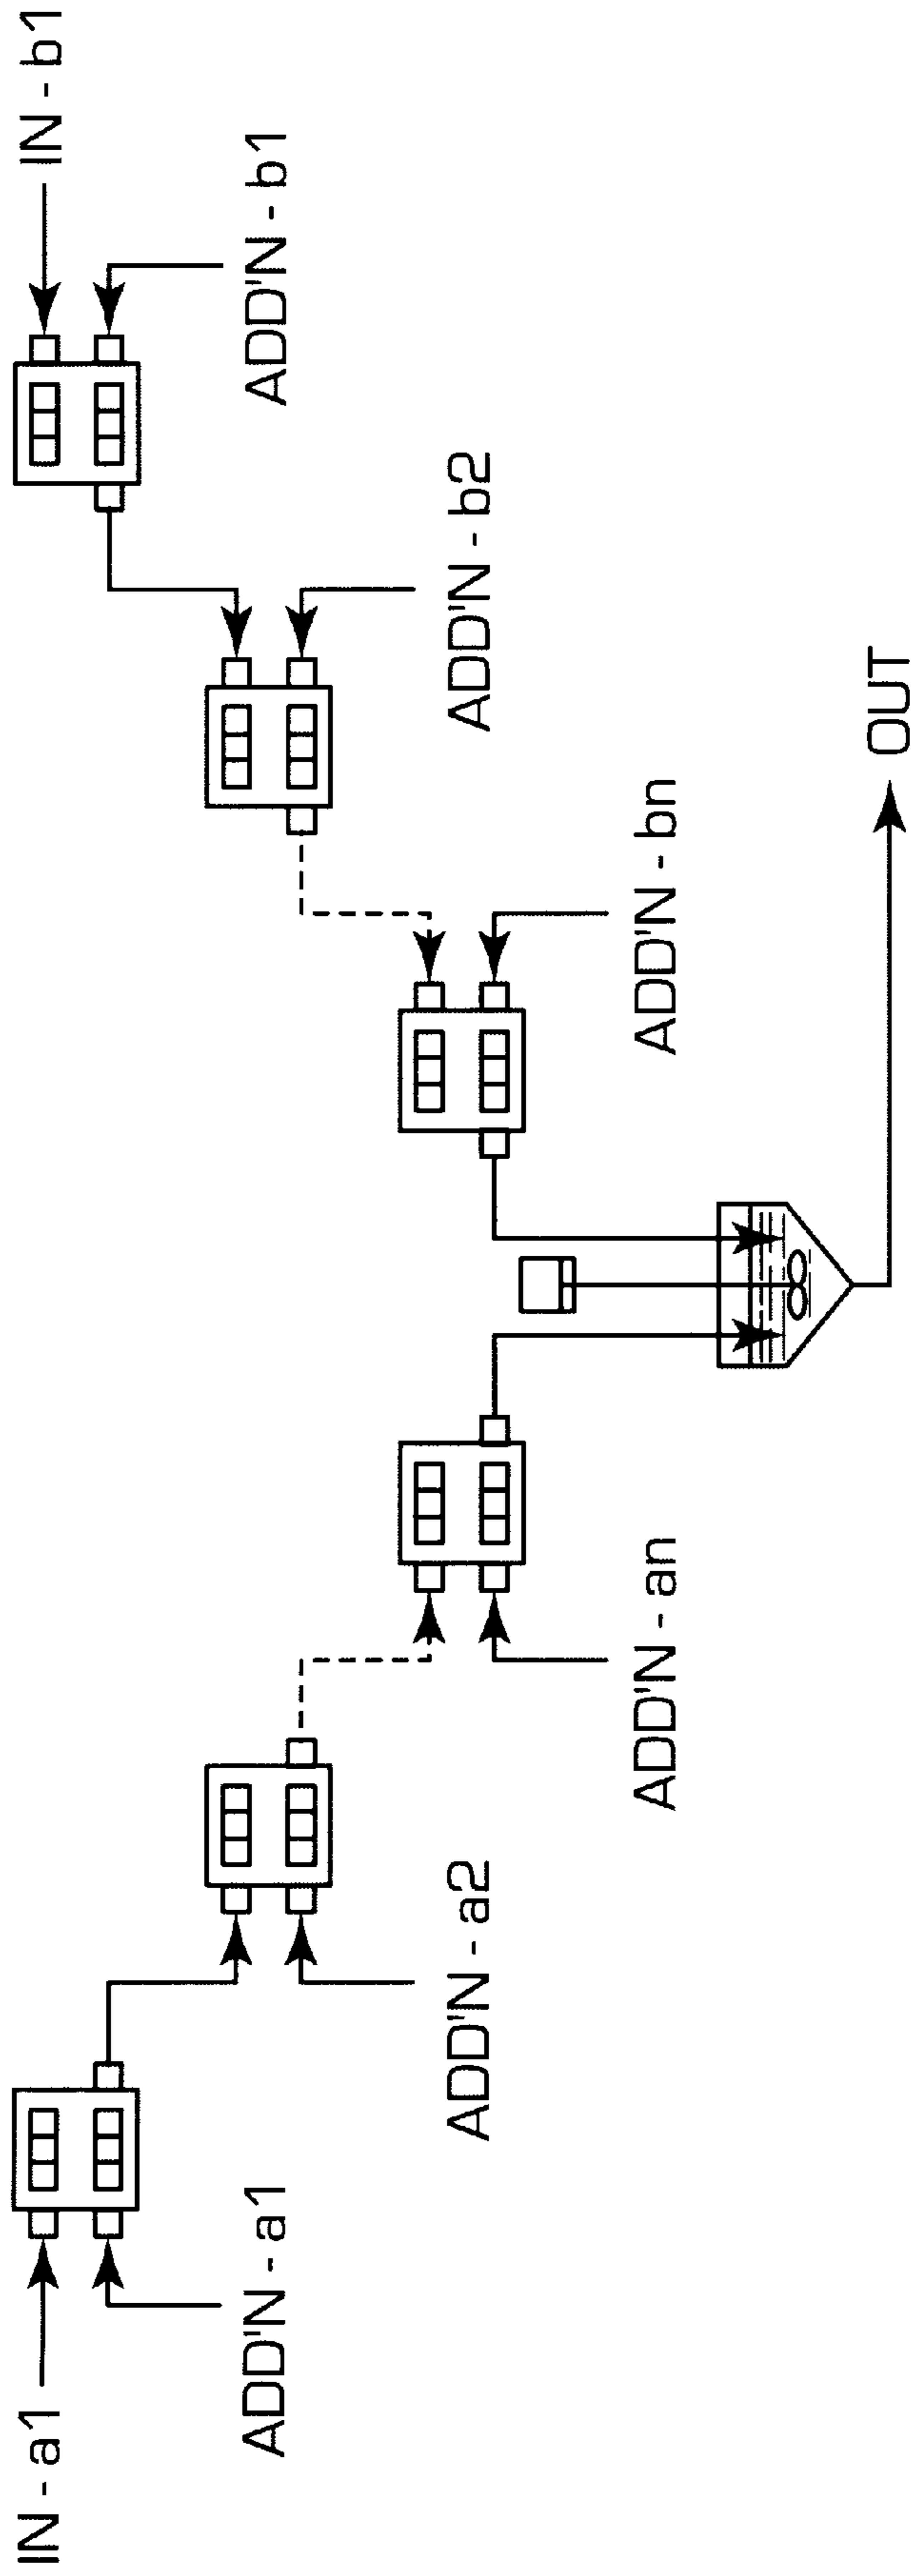 IN - a1
IN - b1
ADD'N - a1
ADD'N - b1
ADD'N - a2
ADD'N - b2
ADD'N - an
ADD'N - bn
OUT